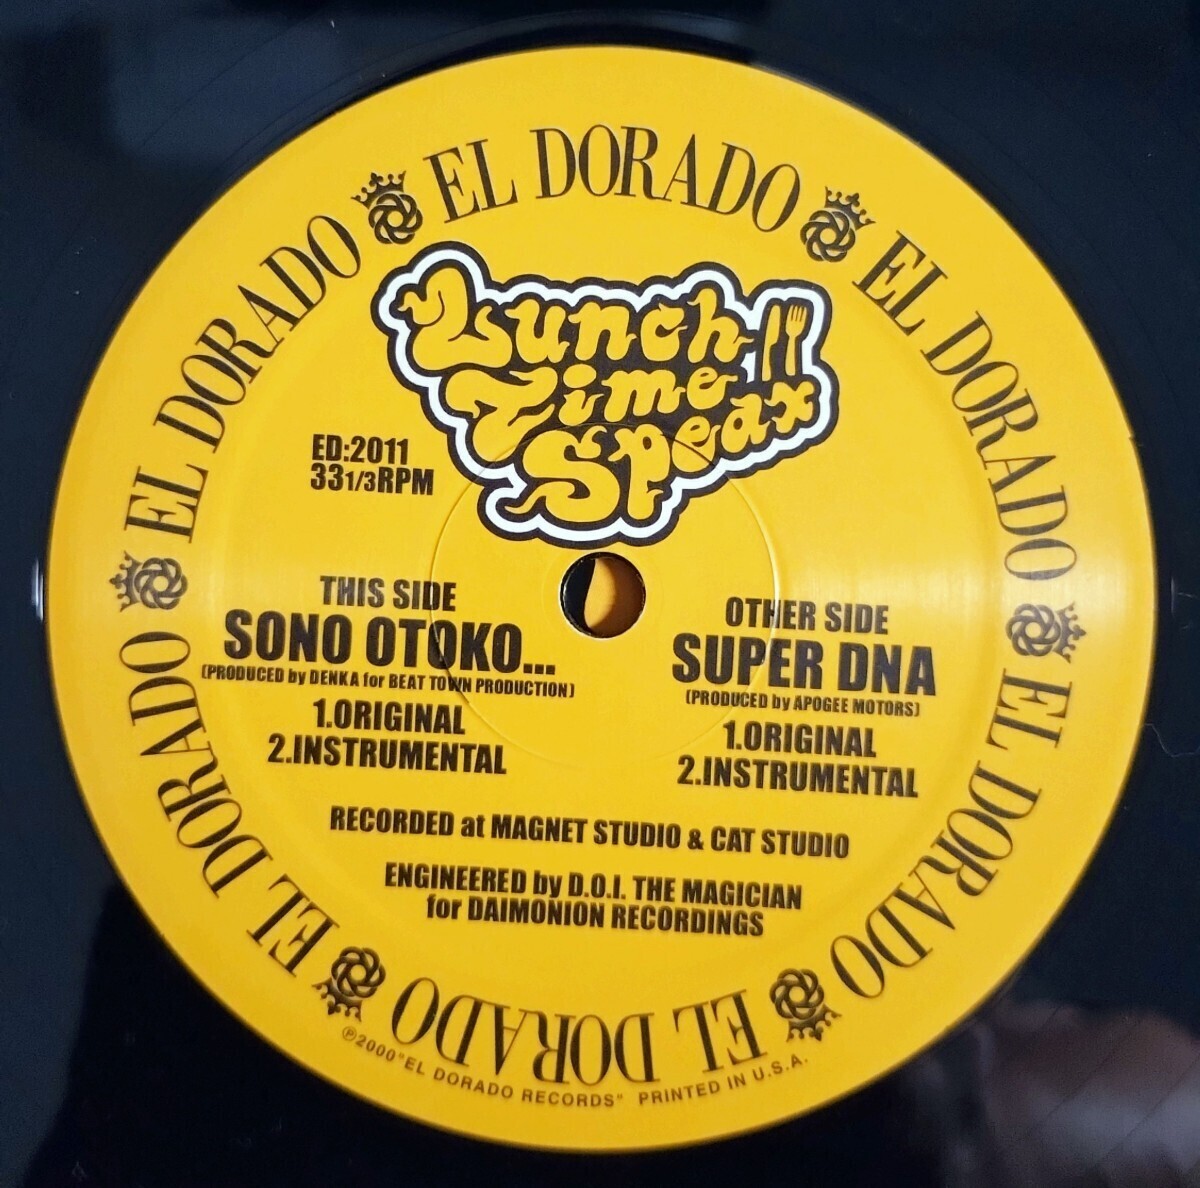 EL DORADO
EL DORADO
EL DORADO
EL DORADO
EL DORADO
EL DORADO
Lunch
Time
Speax
ED:2011
33 1/3RPM
THIS SIDE
SONO OTOKO...
(PRODUCED by DENKA for BEAT TOWN PRODUCTION)
1.ORIGINAL
2.INSTRUMENTAL
OTHER SIDE
SUPER DNA
(PRODUCED by APOGEE MOTORS)
1.ORIGINAL
2.INSTRUMENTAL
RECORDED at MAGNET STUDIO & CAT STUDIO
ENGINEERED by D.O.I. THE MAGICIAN
for DAIMONION RECORDINGS
℗2000"EL DORADO RECORDS" PRINTED IN U.S.A.